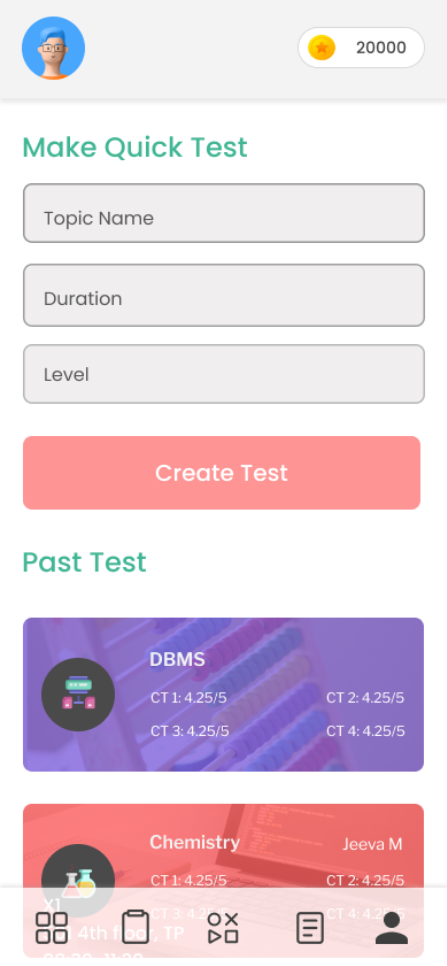 20000
Make Quick Test
Topic Name
Duration
Level
Create Test
Past Test
DBMS
CT 1: 4.25/5 CT 2: 4.25/5
CT 3: 4.25/5 CT 4: 4.25/5
Chemistry Jeeva M
CT 1: 4.25/5 CT 2: 4.25/5
X1
CT 3: 4.25/5 CT 4: 4.25/5
4th floor, TP